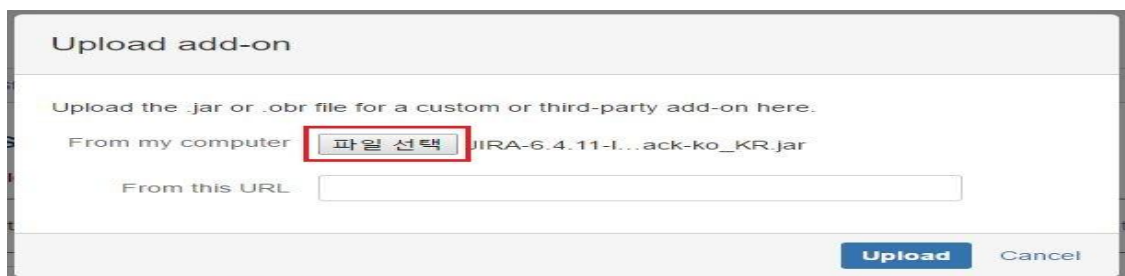 Upload add-on
Upload the .jar or .obr file for a custom or third-party add-on here.
From my computer 파일 선택 JIRA-6.4.11-l...ack-ko_KR.jar
From this URL
Upload Cancel